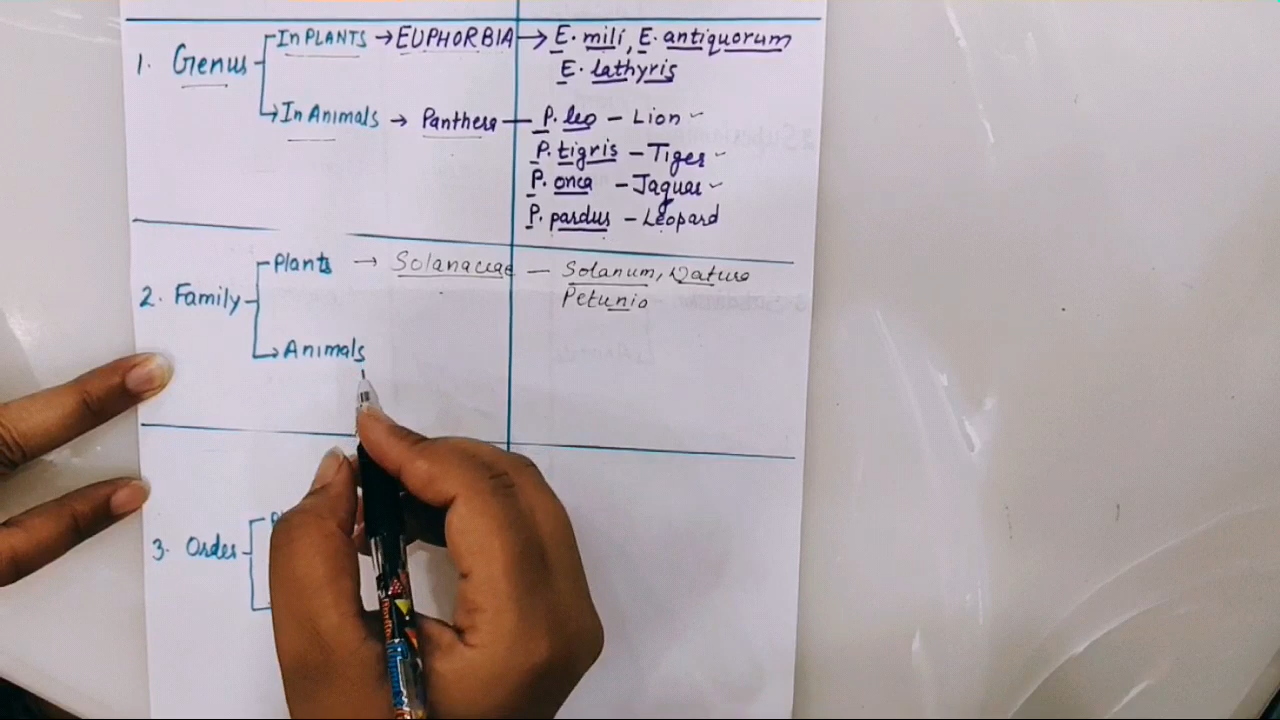 1. Genus
In PLANTS → EUPHORBIA → E. mili, E. antiquorum
E. lathyris
In Animals → Panthera — P. leo – Lion
P. tigris – Tiger
P. onca – Jaguar
P. pardus – Leopard
2. Family
Plants → Solanaceae — Solanum, Datura
Petunia
Animals
3. Order